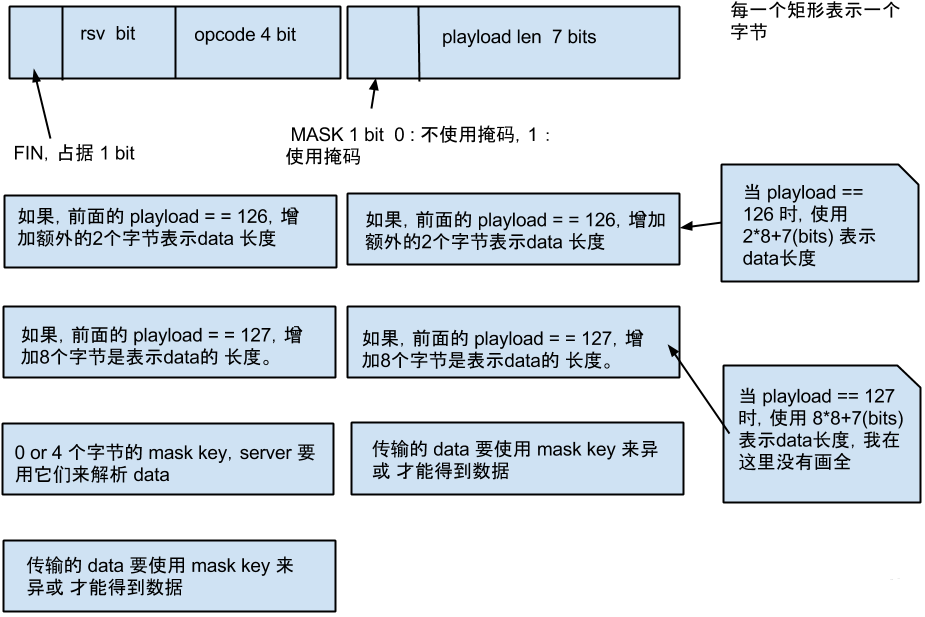 rsv bit
opcode 4 bit
playload len 7 bits
每一个矩形表示一个
字节
FIN, 占据 1 bit
MASK 1 bit 0 : 不使用掩码, 1 :
使用掩码
如果, 前面的 playload = = 126, 增
加额外的2个字节表示data 长度
如果, 前面的 playload = = 126, 增加
额外的2个字节表示data 长度
当 playload ==
126 时, 使用
2*8+7(bits) 表示
data长度
如果, 前面的 playload = = 127, 增
加8个字节是表示data的 长度。
如果, 前面的 playload = = 127, 增
加8个字节是表示data的 长度。
当 playload == 127
时, 使用 8*8+7(bits)
表示data长度, 我在
这里没有画全
0 or 4 个字节的 mask key, server 要
用它们来解析 data
传输的 data 要使用 mask key 来异
或 才能得到数据
传输的 data 要使用 mask key 来
异或 才能得到数据